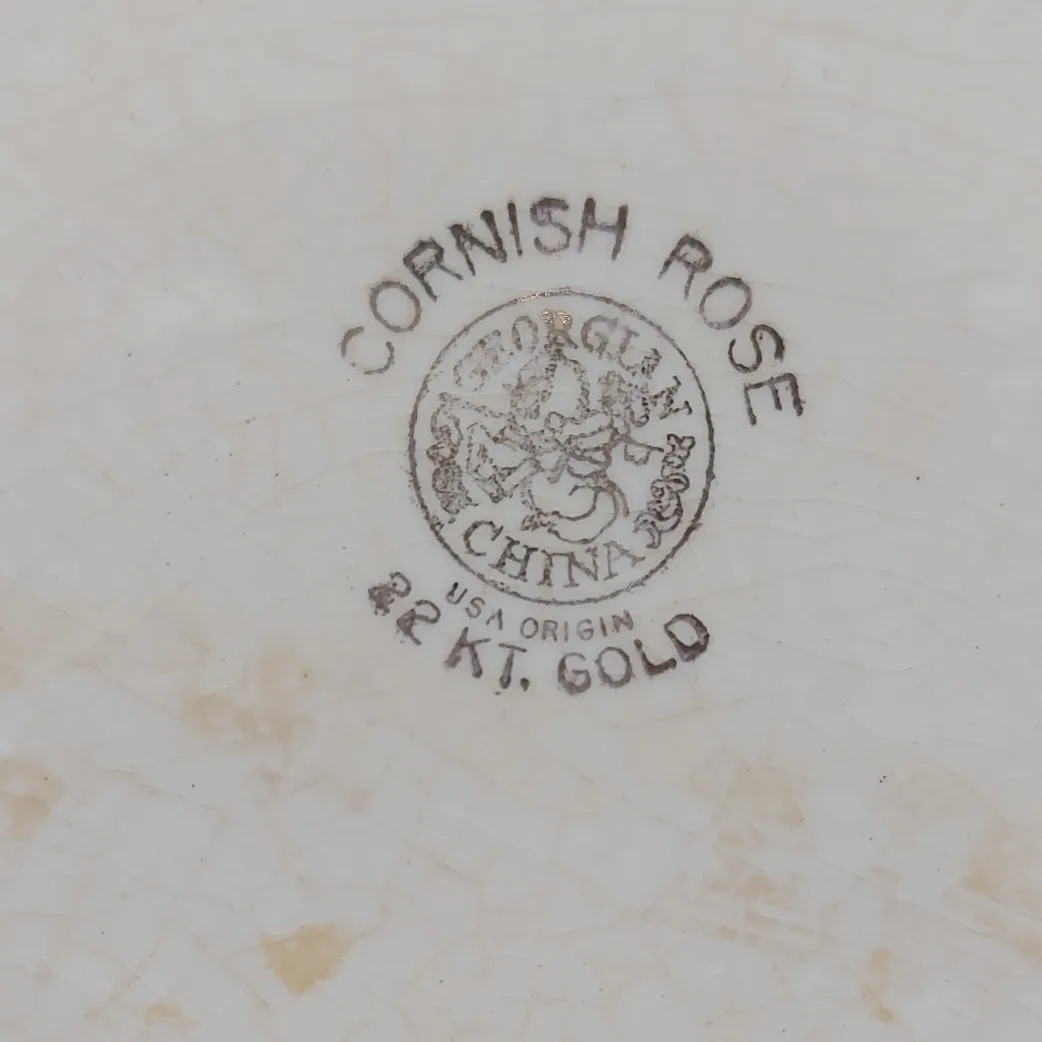 CORNISH ROSE
GEORGIAN
CHINA
USA ORIGIN
22 KT. GOLD